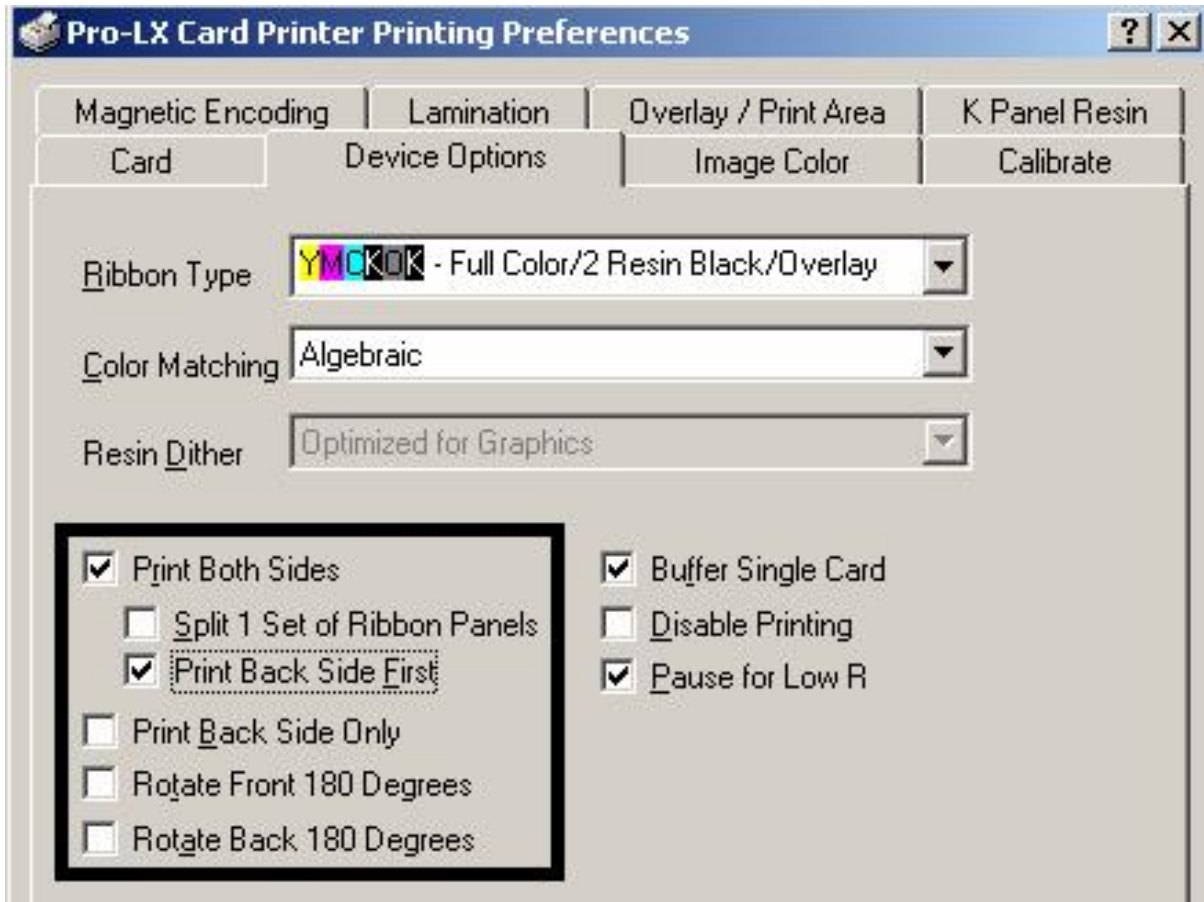 Pro-LX Card Printer Printing Preferences
? X
Magnetic Encoding Lamination Overlay / Print Area K Panel Resin
Card Device Options Image Color Calibrate
Ribbon Type YMCKOK - Full Color/2 Resin Black/Overlay
Color Matching Algebraic
Resin Dither Optimized for Graphics
Print Both Sides
Split 1 Set of Ribbon Panels
Print Back Side First
Print Back Side Only
Rotate Front 180 Degrees
Rotate Back 180 Degrees
Buffer Single Card
Disable Printing
Pause for Low R